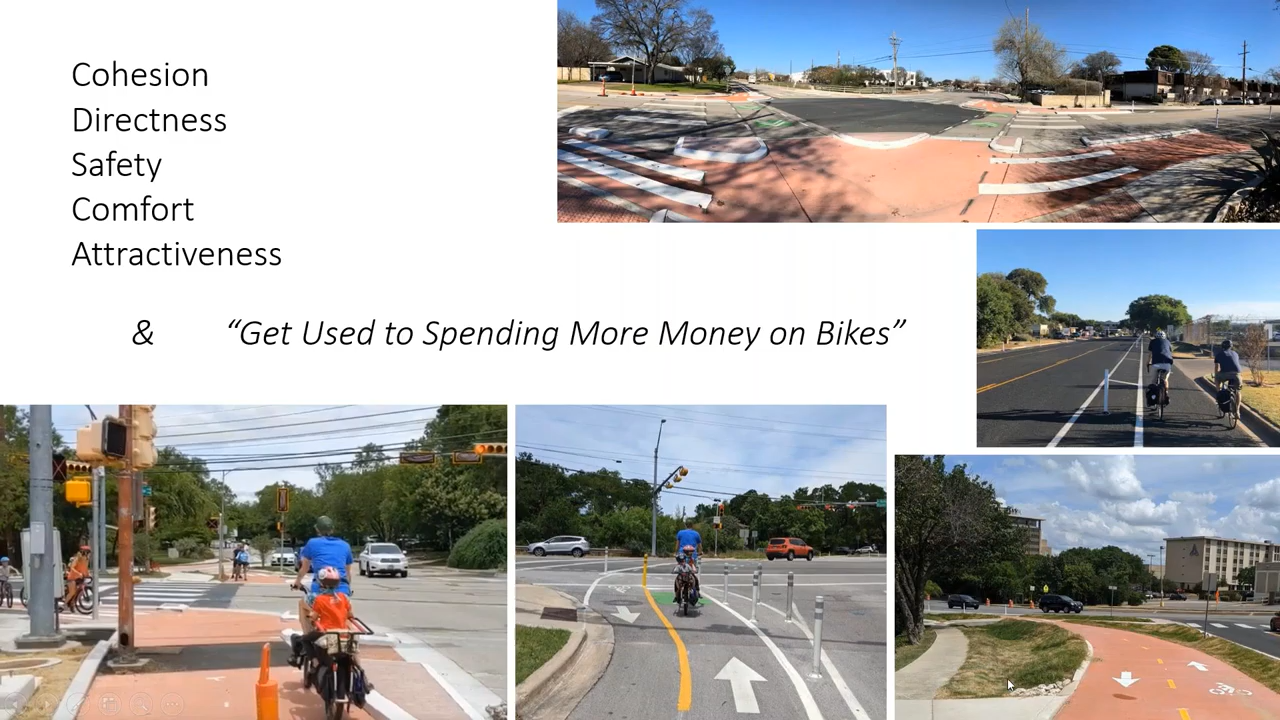 Cohesion
Directness
Safety
Comfort
Attractiveness
& “Get Used to Spending More Money on Bikes”